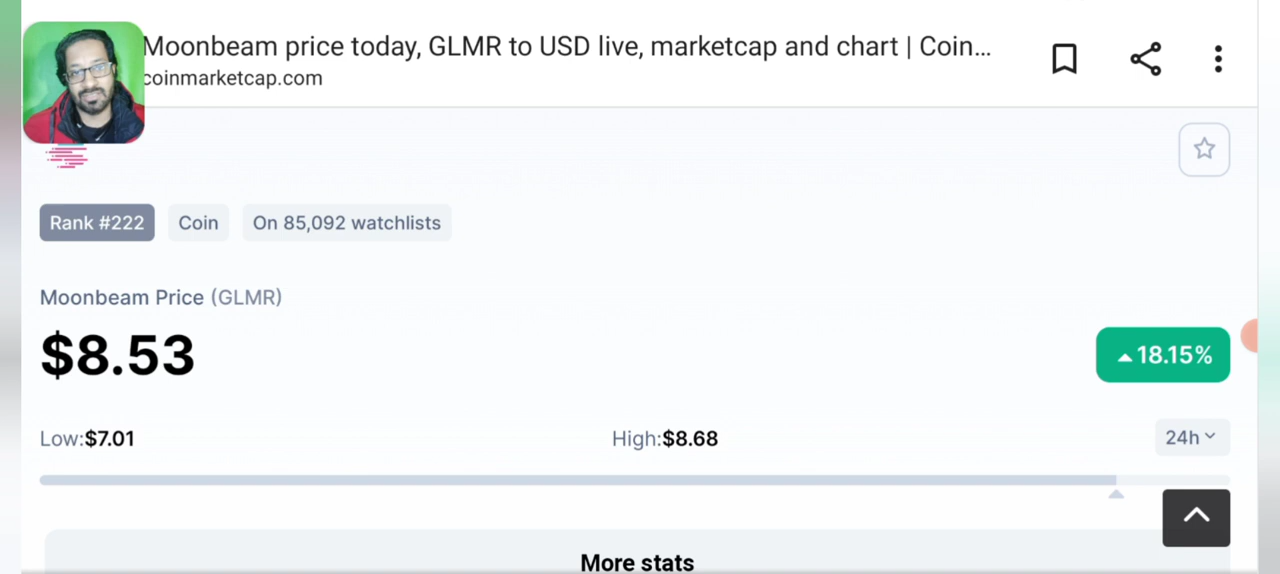 Moonbeam price today, GLMR to USD live, marketcap and chart | Coin...
coinmarketcap.com
Rank #222 Coin On 85,092 watchlists
Moonbeam Price (GLMR)
$8.53 18.15%
Low:$7.01 High:$8.68 24h
More stats